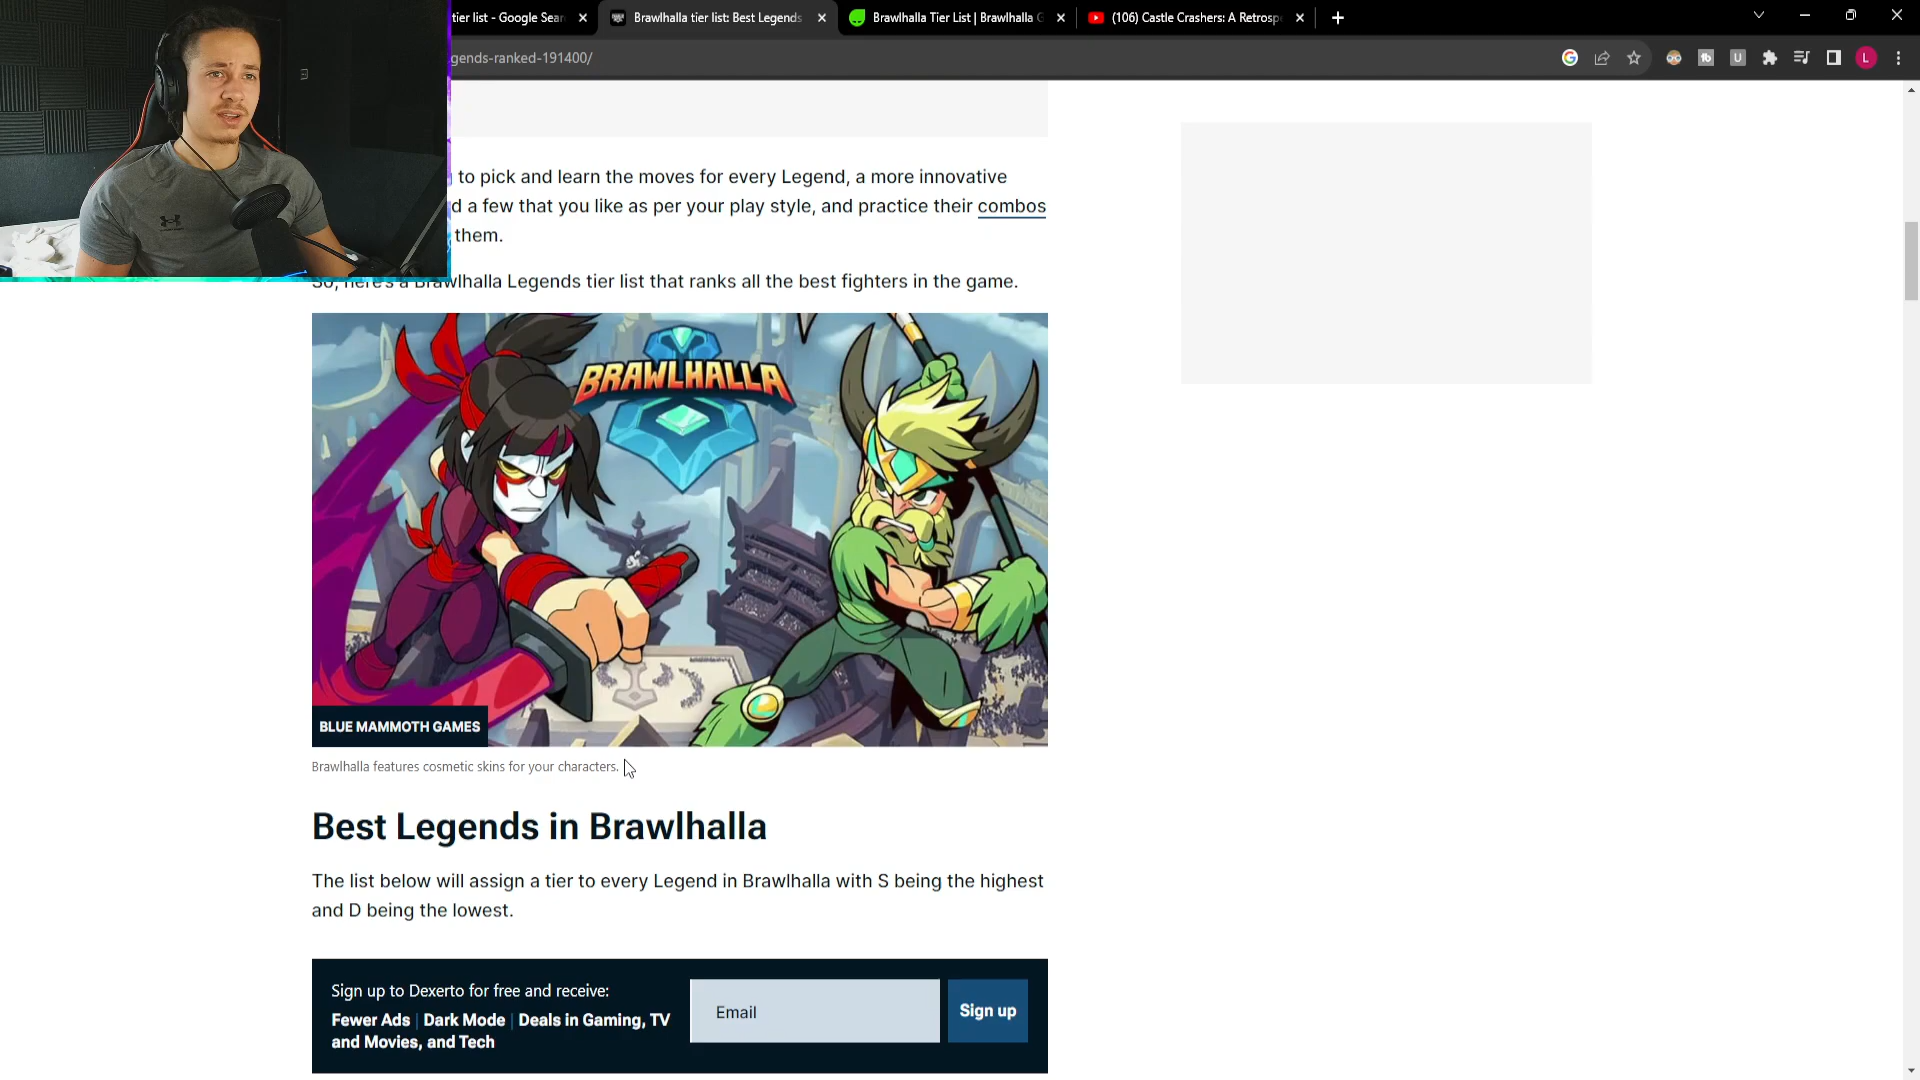 tier list - Google Sear
Brawlhalla tier list: Best Legends
Brawlhalla Tier List | Brawlhalla G
(106) Castle Crashers: A Retrosp
gends-ranked-191400/
L
to pick and learn the moves for every Legend, a more innovative
d a few that you like as per your play style, and practice their combos
them.
So, here's a Brawlhalla Legends tier list that ranks all the best fighters in the game.
BRAWLHALLA
BLUE MAMMOTH GAMES
Brawlhalla features cosmetic skins for your characters.
Best Legends in Brawlhalla
The list below will assign a tier to every Legend in Brawlhalla with S being the highest
and D being the lowest.
Sign up to Dexerto for free and receive:
Fewer Ads | Dark Mode | Deals in Gaming, TV
and Movies, and Tech
Email
Sign up